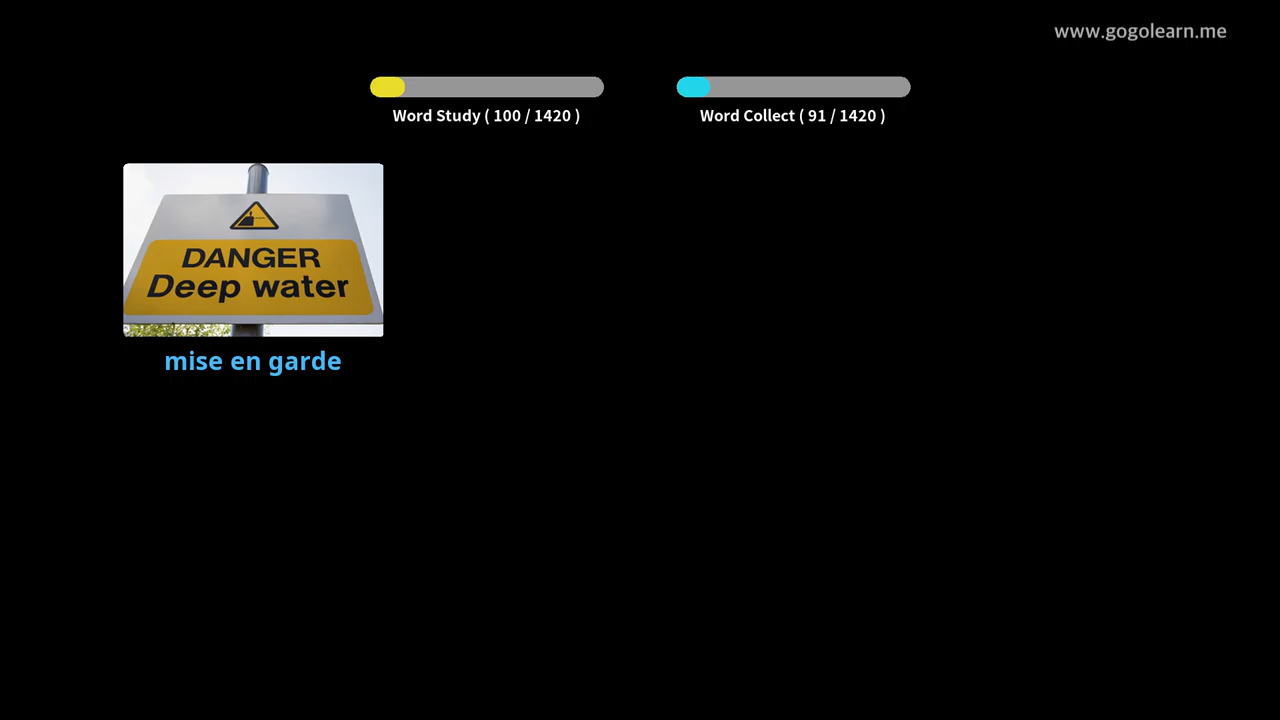 www.gogolearn.me
Word Study ( 100 / 1420 )
Word Collect ( 91 / 1420 )
DANGER
Deep water
mise en garde